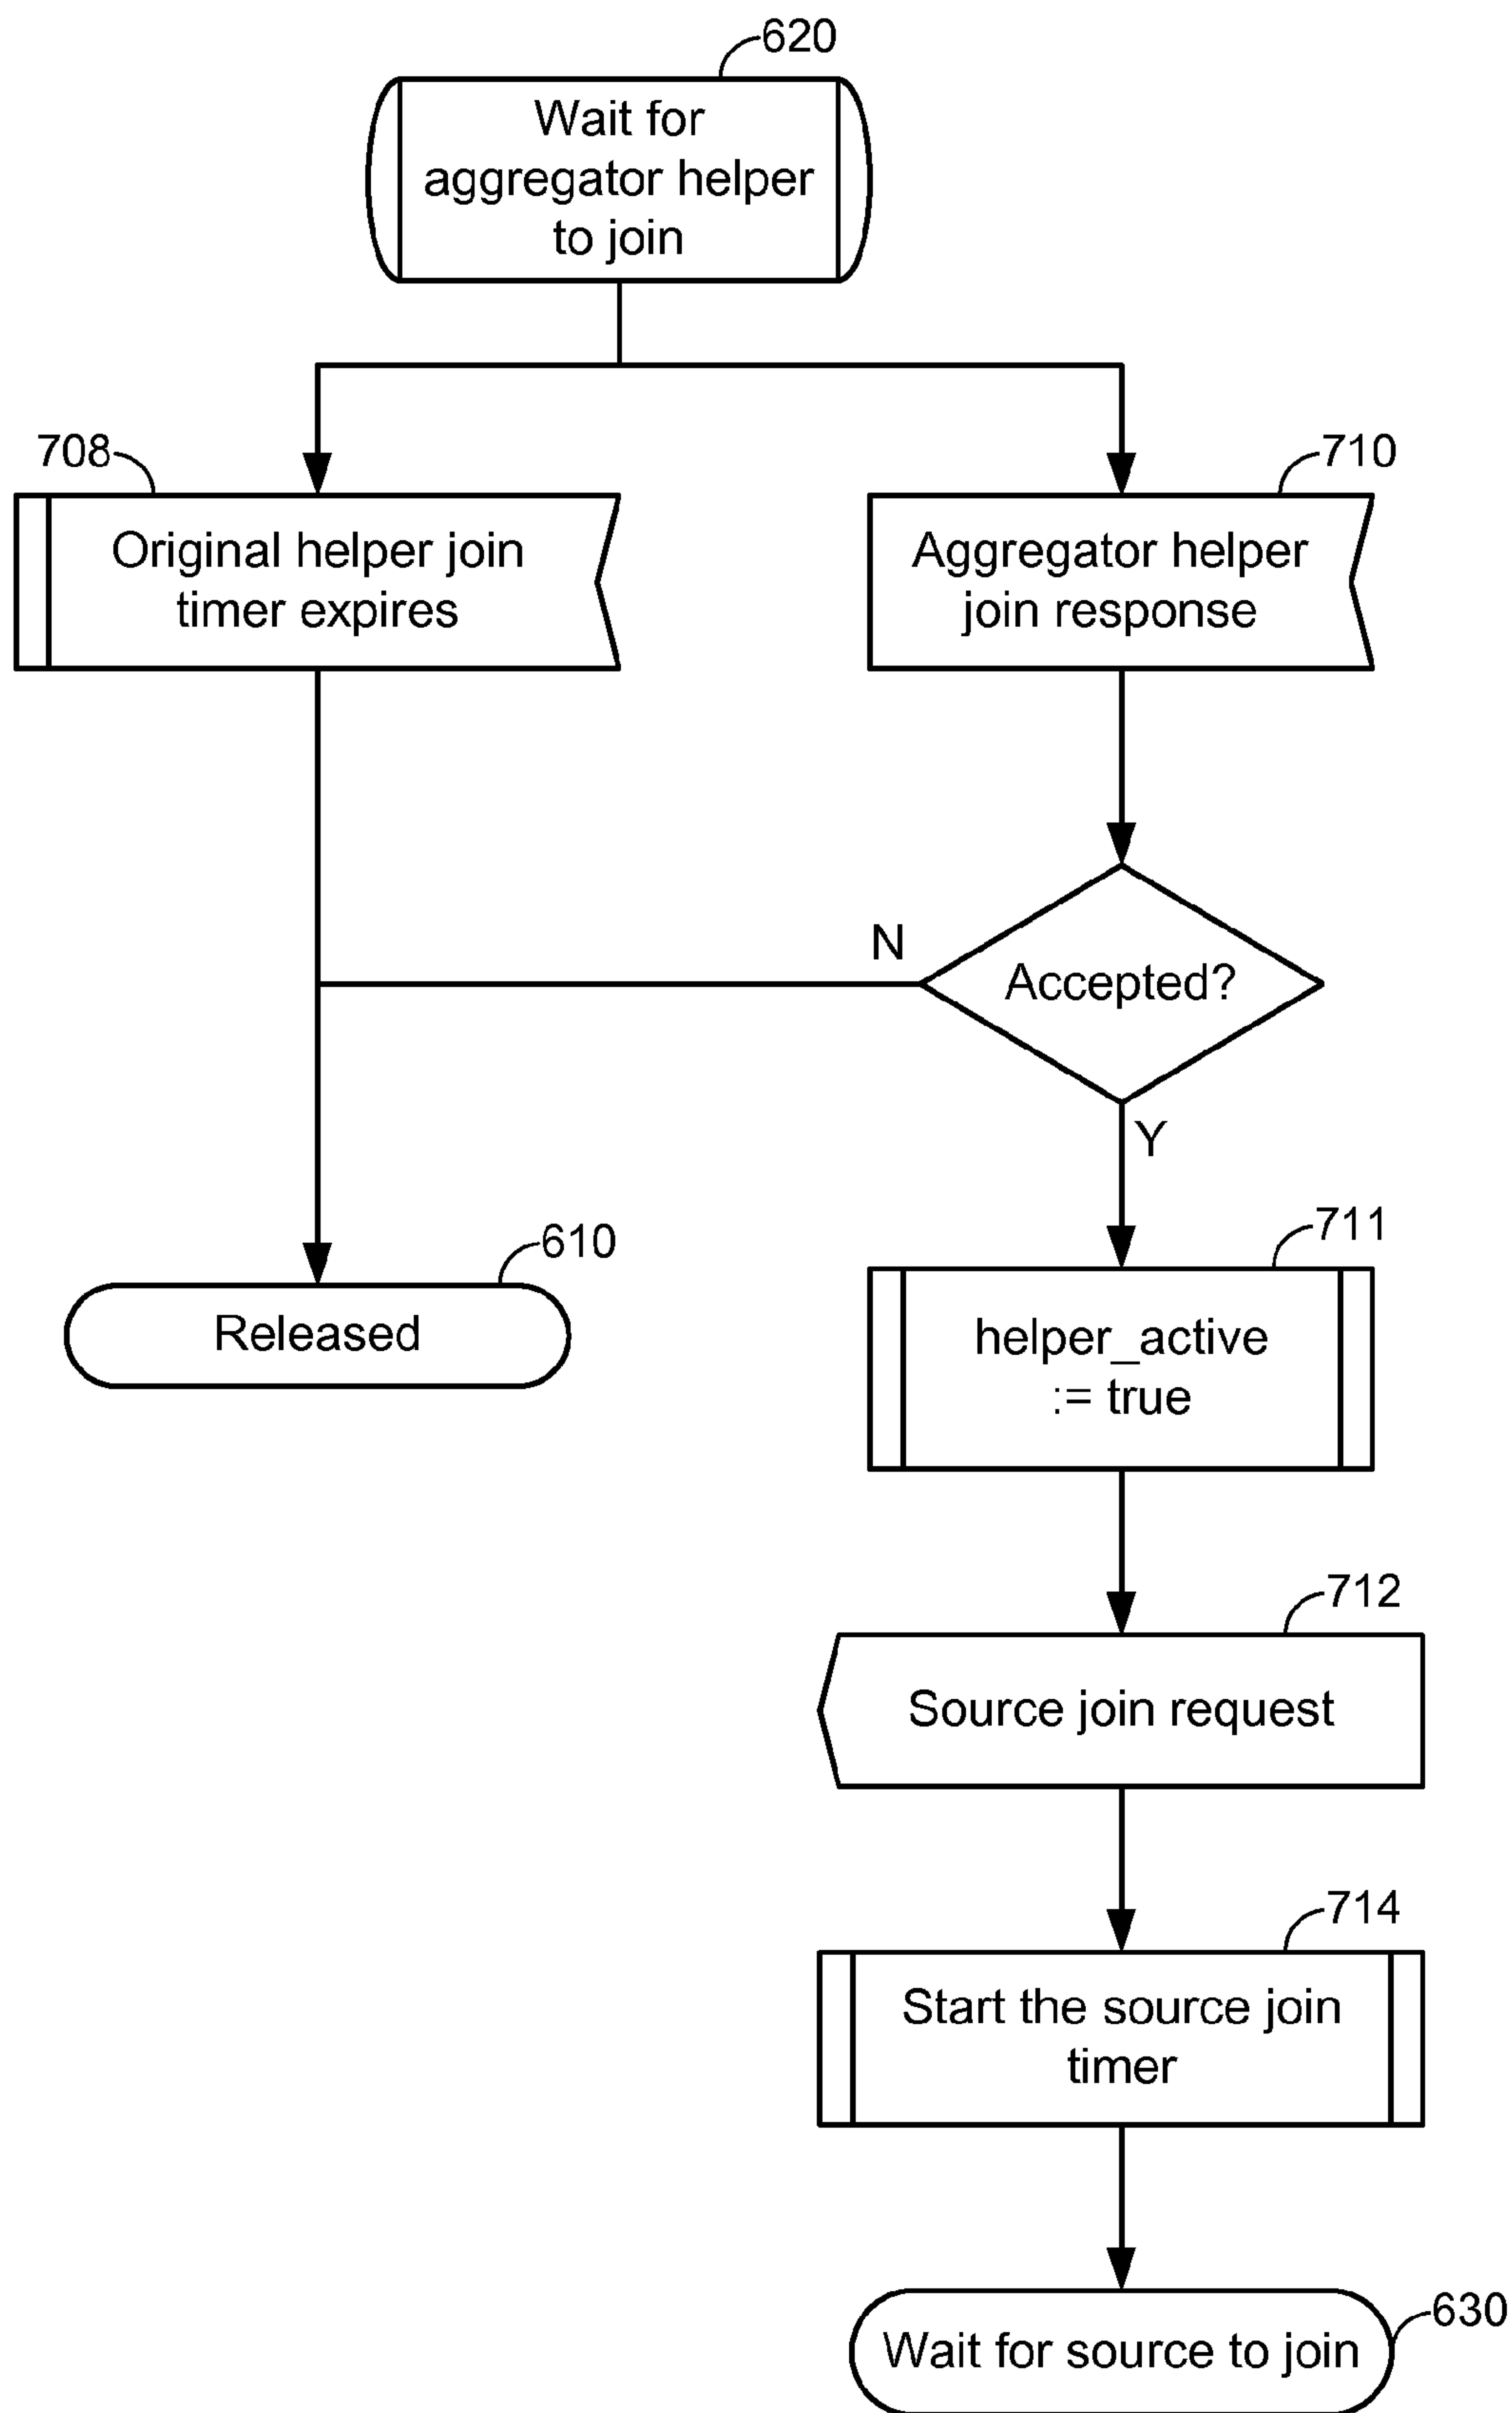 620
Wait for
aggregator helper
to join
708
710
Original helper join
timer expires
Aggregator helper
join response
N
Accepted?
Y
610
711
Released
helper_active
:= true
712
Source join request
714
Start the source join
timer
630
Wait for source to join